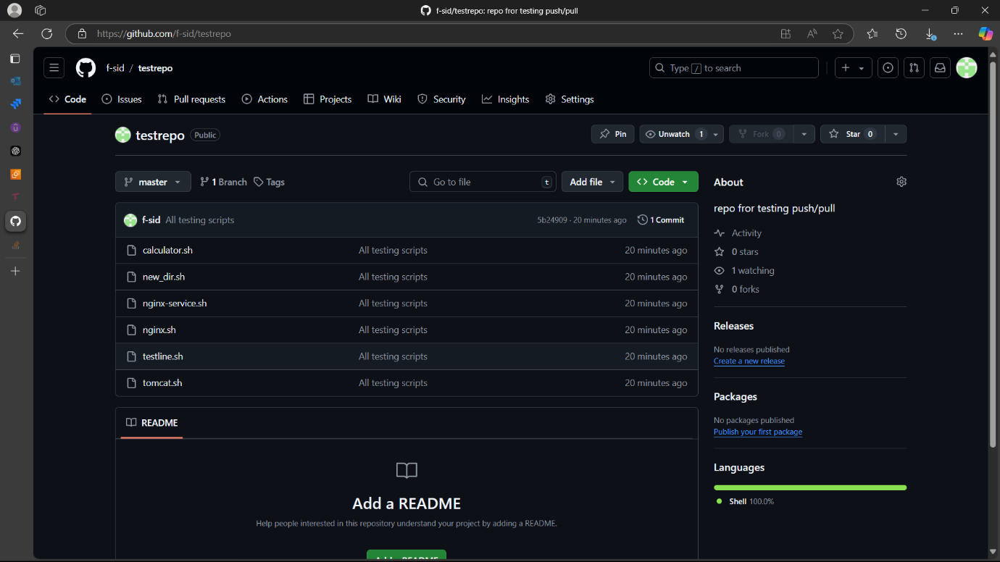 f-sid/testrepo: repo fror testing push/pull
https://github.com/f-sid/testrepo
f-sid / testrepo
Type / to search
Code Issues Pull requests Actions Projects Wiki Security Insights Settings
testrepo Public
Pin Unwatch 1 Fork 0 Star 0
master 1 Branch Tags Go to file t Add file Code
f-sid All testing scripts 5b24909 · 20 minutes ago 1 Commit
calculator.sh All testing scripts 20 minutes ago
new_dir.sh All testing scripts 20 minutes ago
nginx-service.sh All testing scripts 20 minutes ago
nginx.sh All testing scripts 20 minutes ago
testline.sh All testing scripts 20 minutes ago
tomcat.sh All testing scripts 20 minutes ago
README
Add a README
Help people interested in this repository understand your project by adding a README.
About
repo fror testing push/pull
Activity
0 stars
1 watching
0 forks
Releases
No releases published
Create a new release
Packages
No packages published
Publish your first package
Languages
Shell 100.0%